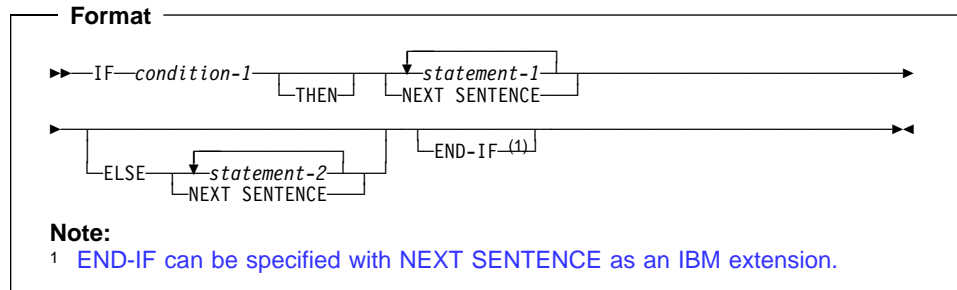 Format
IF condition-1 THEN statement-1
NEXT SENTENCE
ELSE statement-2
NEXT SENTENCE
END-IF (1)
Note:
1 END-IF can be specified with NEXT SENTENCE as an IBM extension.